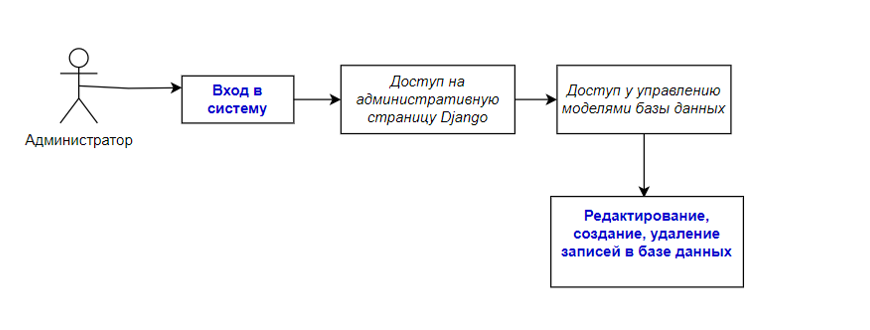 Администратор
Вход в
систему
Доступ на
административную
страницу Django
Доступ у управлению
моделями базы данных
Редактирование,
создание, удаление
записей в базе данных